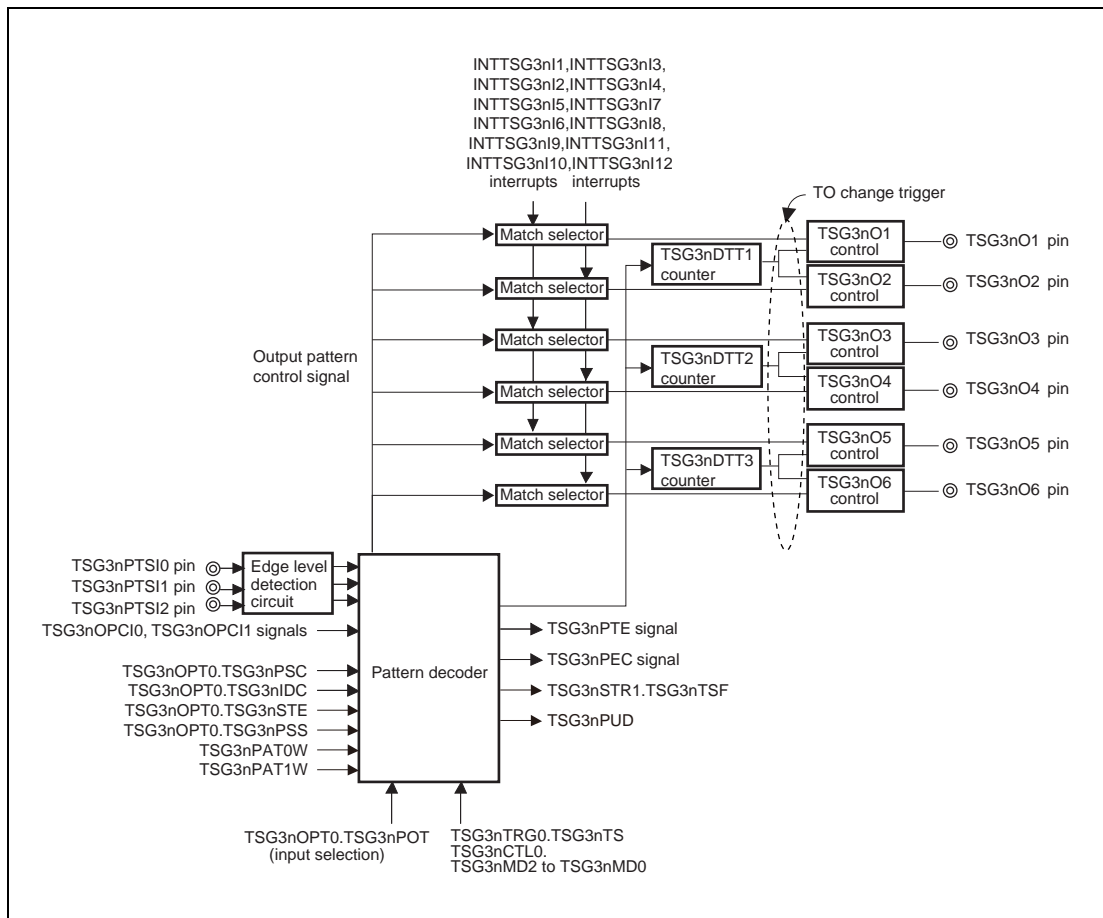 INTTSG3nI1,INTTSG3nI3,
INTTSG3nI2,INTTSG3nI4,
INTTSG3nI5,INTTSG3nI7
INTTSG3nI6,INTTSG3nI8,
INTTSG3nI9,INTTSG3nI11,
INTTSG3nI10,INTTSG3nI12
interrupts interrupts
TO change trigger
Match selector
Match selector
Match selector
Match selector
Match selector
Match selector
TSG3nDTT1
counter
TSG3nDTT2
counter
TSG3nDTT3
counter
TSG3nO1
control
TSG3nO2
control
TSG3nO3
control
TSG3nO4
control
TSG3nO5
control
TSG3nO6
control
TSG3nO1 pin
TSG3nO2 pin
TSG3nO3 pin
TSG3nO4 pin
TSG3nO5 pin
TSG3nO6 pin
Output pattern
control signal
TSG3nPTSI0 pin
TSG3nPTSI1 pin
TSG3nPTSI2 pin
Edge level
detection
circuit
TSG3nOPCI0, TSG3nOPCI1 signals
TSG3nOPT0.TSG3nPSC
TSG3nOPT0.TSG3nIDC
TSG3nOPT0.TSG3nSTE
TSG3nOPT0.TSG3nPSS
TSG3nPAT0W
TSG3nPAT1W
Pattern decoder
TSG3nPTE signal
TSG3nPEC signal
TSG3nSTR1.TSG3nTSF
TSG3nPUD
TSG3nOPT0.TSG3nPOT
(input selection)
TSG3nTRG0.TSG3nTS
TSG3nCTL0.
TSG3nMD2 to TSG3nMD0